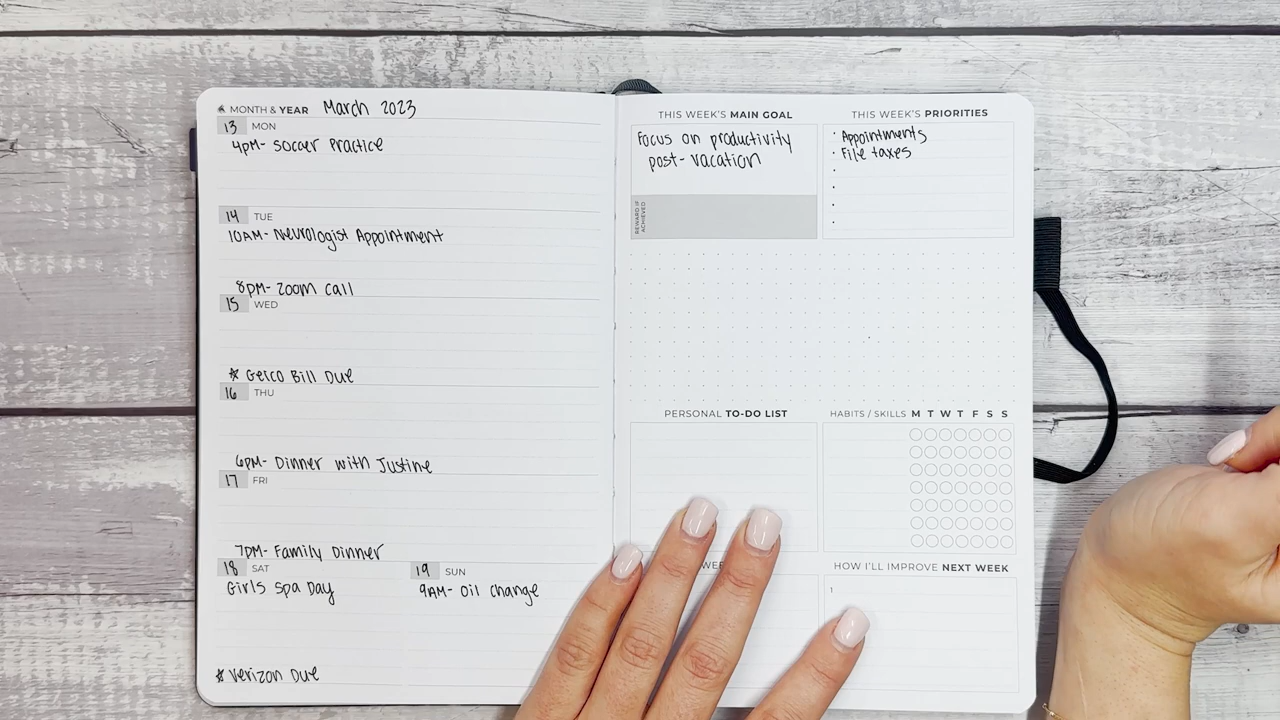 MONTH & YEAR March 2023
13 MON
4PM- Soccer Practice
14 TUE
10AM- Neurologist Appointment
8pm- Zoom call
15 WED
☆ Geico Bill Due
16 THU
6pm- Dinner with Justine
17 FRI
7pm- Family Dinner
18 SAT
Girls Spa Day
☆ Verizon Due
19 SUN
9AM- Oil Change
THIS WEEK'S MAIN GOAL
Focus on productivity
post-vacation
REWARD IF
ACHIEVED
THIS WEEK'S PRIORITIES
· Appointments
· File taxes
PERSONAL TO-DO LIST
HABITS / SKILLS M T W T F S S
HOW I'LL IMPROVE NEXT WEEK
1